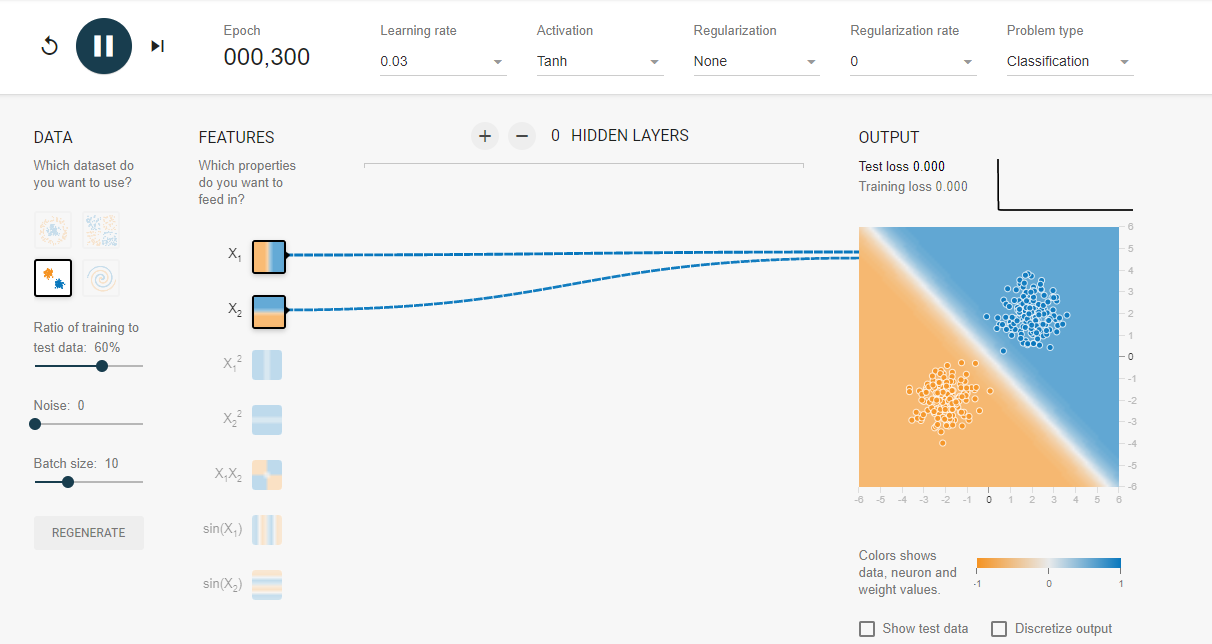 Epoch
000,300
Learning rate
0.03
Activation
Tanh
Regularization
None
Regularization rate
0
Problem type
Classification
DATA
Which dataset do
you want to use?
Ratio of training to
test data: 60%
Noise: 0
Batch size: 10
REGENERATE
FEATURES
Which properties
do you want to
feed in?
X₁
X₂
X₁²
X₂²
X₁X₂
sin(X₁)
sin(X₂)
+ − 0 HIDDEN LAYERS
OUTPUT
Test loss 0.000
Training loss 0.000
6
5
4
3
2
1
0
-1
-2
-3
-4
-5
-6
-6 -5 -4 -3 -2 -1 0 1 2 3 4 5 6
Colors shows
data, neuron and
weight values.
-1 0 1
Show test data
Discretize output